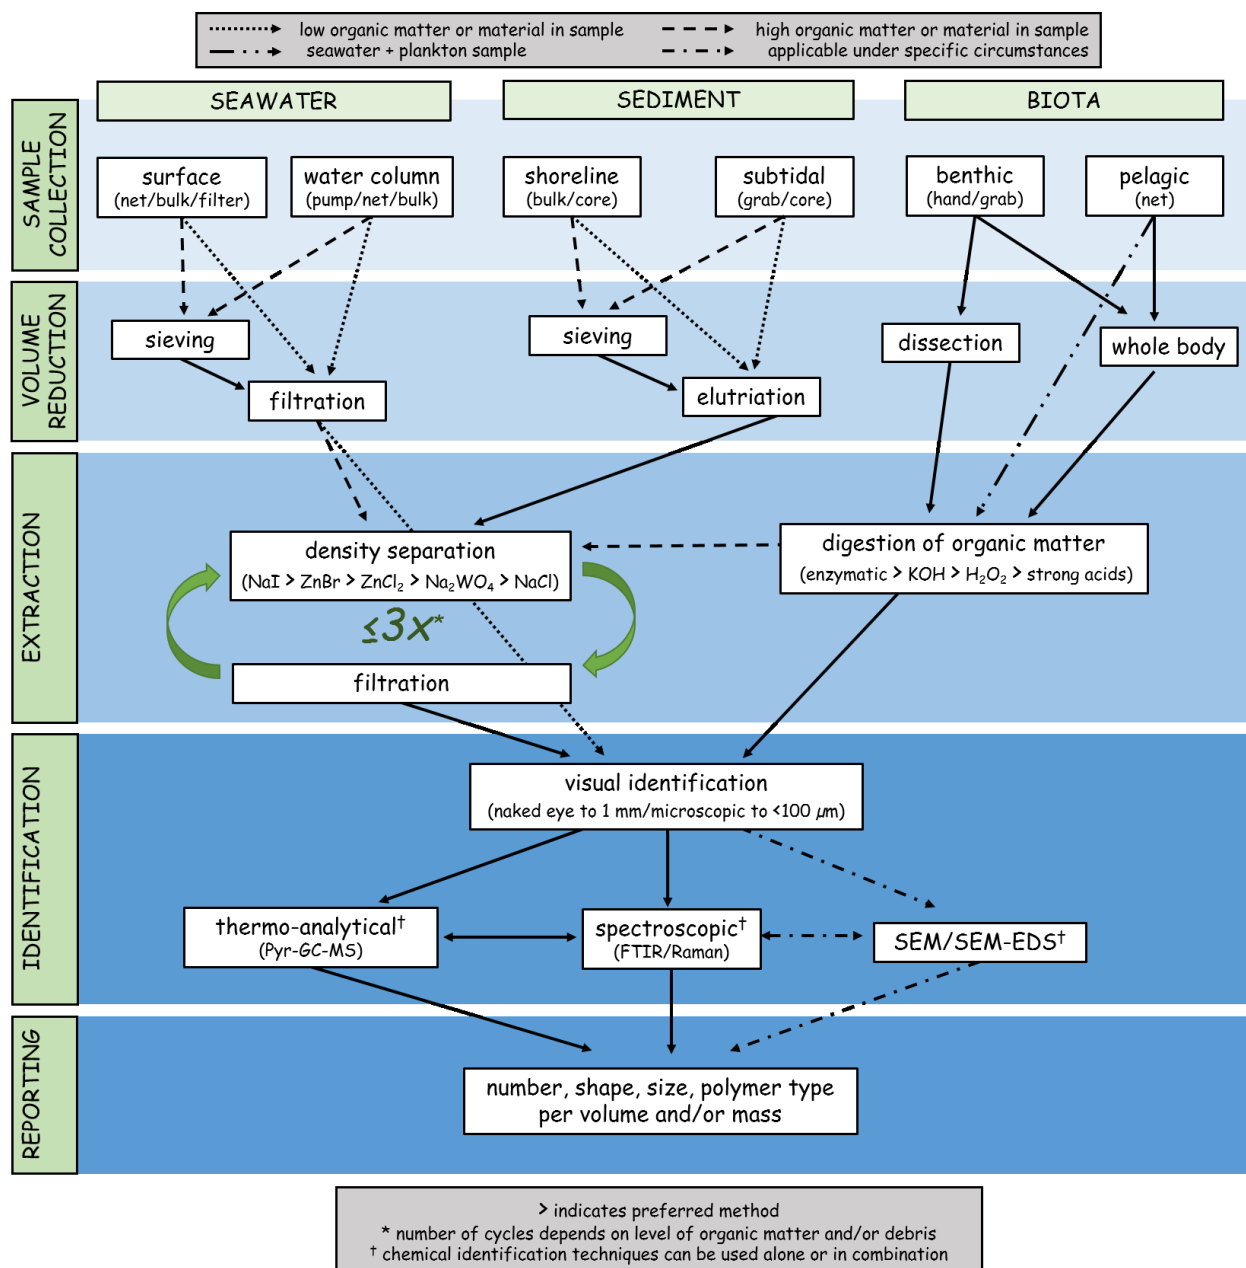 low organic matter or material in sample
high organic matter or material in sample
seawater + plankton sample
applicable under specific circumstances
SEAWATER
SEDIMENT
BIOTA
SAMPLE
COLLECTION
surface
(net/bulk/filter)
water column
(pump/net/bulk)
shoreline
(bulk/core)
subtidal
(grab/core)
benthic
(hand/grab)
pelagic
(net)
VOLUME
REDUCTION
sieving
filtration
sieving
elutriation
dissection
whole body
EXTRACTION
density separation
(NaI > ZnBr > ZnCl₂ > Na₂WO₄ > NaCl)
≤3x*
filtration
digestion of organic matter
(enzymatic > KOH > H₂O₂ > strong acids)
IDENTIFICATION
visual identification
(naked eye to 1 mm/microscopic to <100 µm)
thermo-analytical†
(Pyr-GC-MS)
spectroscopic†
(FTIR/Raman)
SEM/SEM-EDS†
REPORTING
number, shape, size, polymer type
per volume and/or mass
> indicates preferred method
* number of cycles depends on level of organic matter and/or debris
† chemical identification techniques can be used alone or in combination